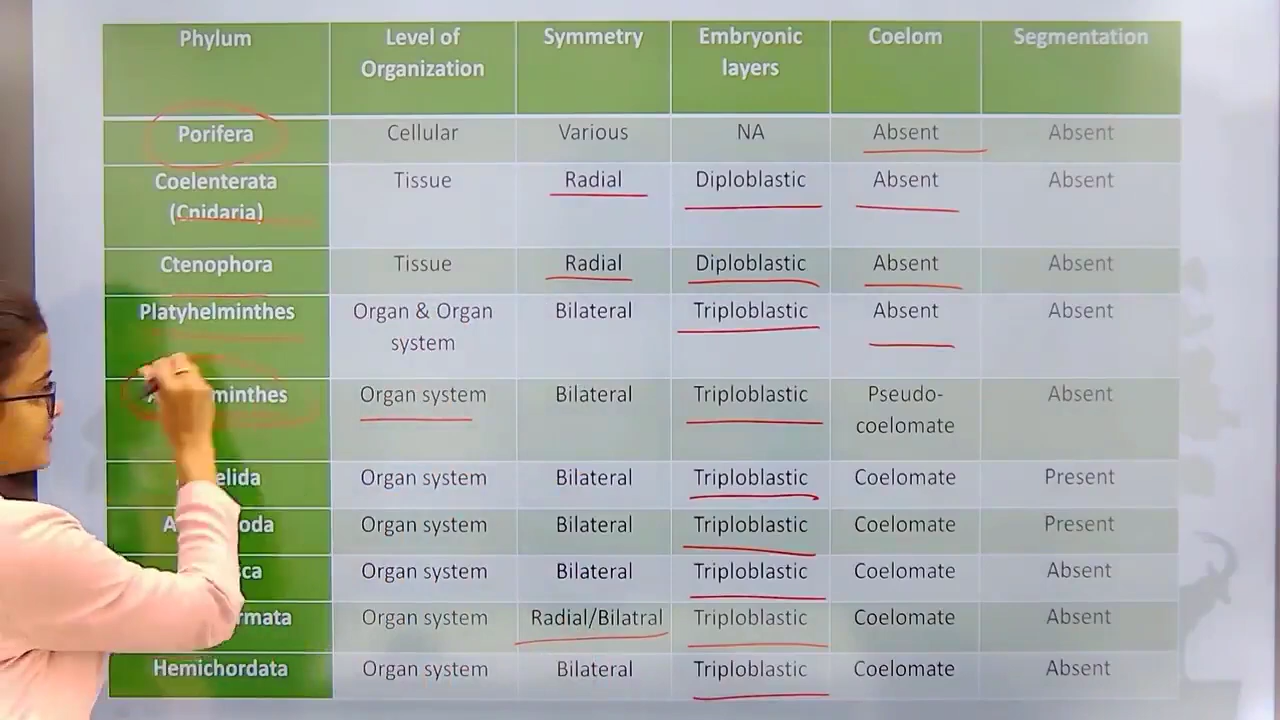 Phylum Level of Organization Symmetry Embryonic layers Coelom Segmentation
Porifera Cellular Various NA Absent Absent
Coelenterata (Cnidaria) Tissue Radial Diploblastic Absent Absent
Ctenophora Tissue Radial Diploblastic Absent Absent
Platyhelminthes Organ & Organ system Bilateral Triploblastic Absent Absent
minthes Organ system Bilateral Triploblastic Pseudo-coelomate Absent
elida Organ system Bilateral Triploblastic Coelomate Present
A oda Organ system Bilateral Triploblastic Coelomate Present
ca Organ system Bilateral Triploblastic Coelomate Absent
rmata Organ system Radial/Bilatral Triploblastic Coelomate Absent
Hemichordata Organ system Bilateral Triploblastic Coelomate Absent